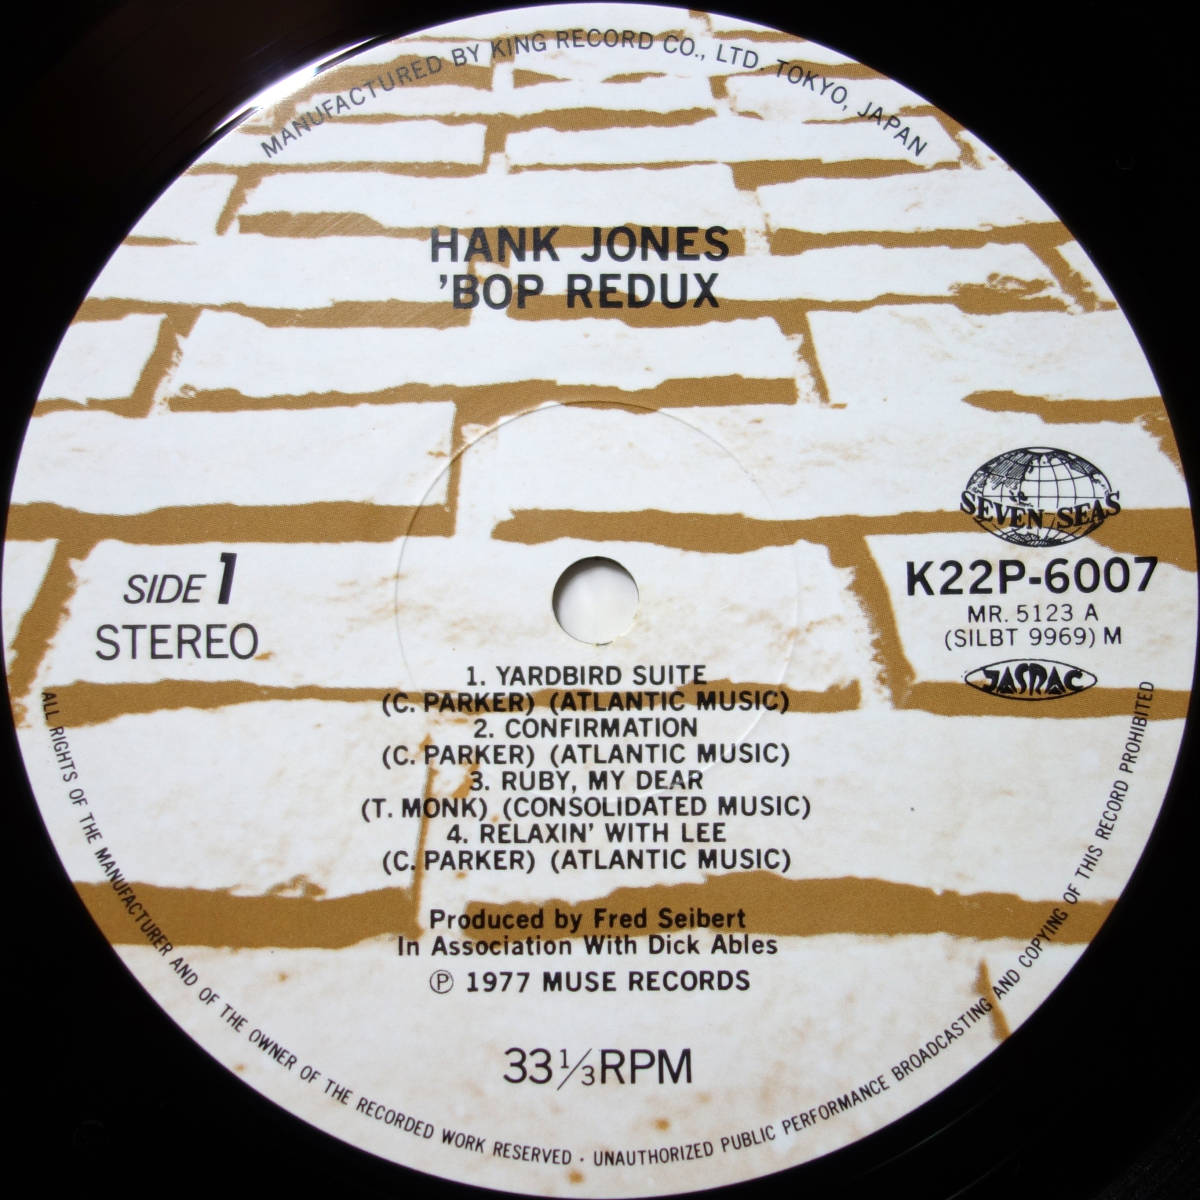 MANUFACTURED BY KING RECORD CO., LTD. TOKYO, JAPAN
HANK JONES
'BOP REDUX
SEVEN SEAS
K22P-6007
MR. 5123 A
(SILBT 9969) M
JASRAC
SIDE 1
STEREO
1. YARDBIRD SUITE
(C. PARKER) (ATLANTIC MUSIC)
2. CONFIRMATION
(C. PARKER) (ATLANTIC MUSIC)
3. RUBY, MY DEAR
(T. MONK) (CONSOLIDATED MUSIC)
4. RELAXIN' WITH LEE
(C. PARKER) (ATLANTIC MUSIC)
Produced by Fred Seibert
In Association With Dick Ables
℗ 1977 MUSE RECORDS
33 1/3 RPM
ALL RIGHTS OF THE MANUFACTURER AND OF THE OWNER OF THE RECORDED WORK RESERVED · UNAUTHORIZED PUBLIC PERFORMANCE BROADCASTING AND COPYING OF THIS RECORD PROHIBITED